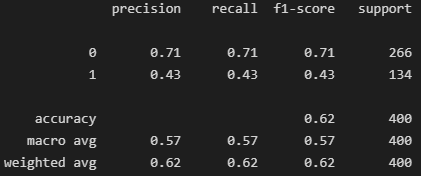 precision recall f1-score support
0 0.71 0.71 0.71 266
1 0.43 0.43 0.43 134
accuracy 0.62 400
macro avg 0.57 0.57 0.57 400
weighted avg 0.62 0.62 0.62 400